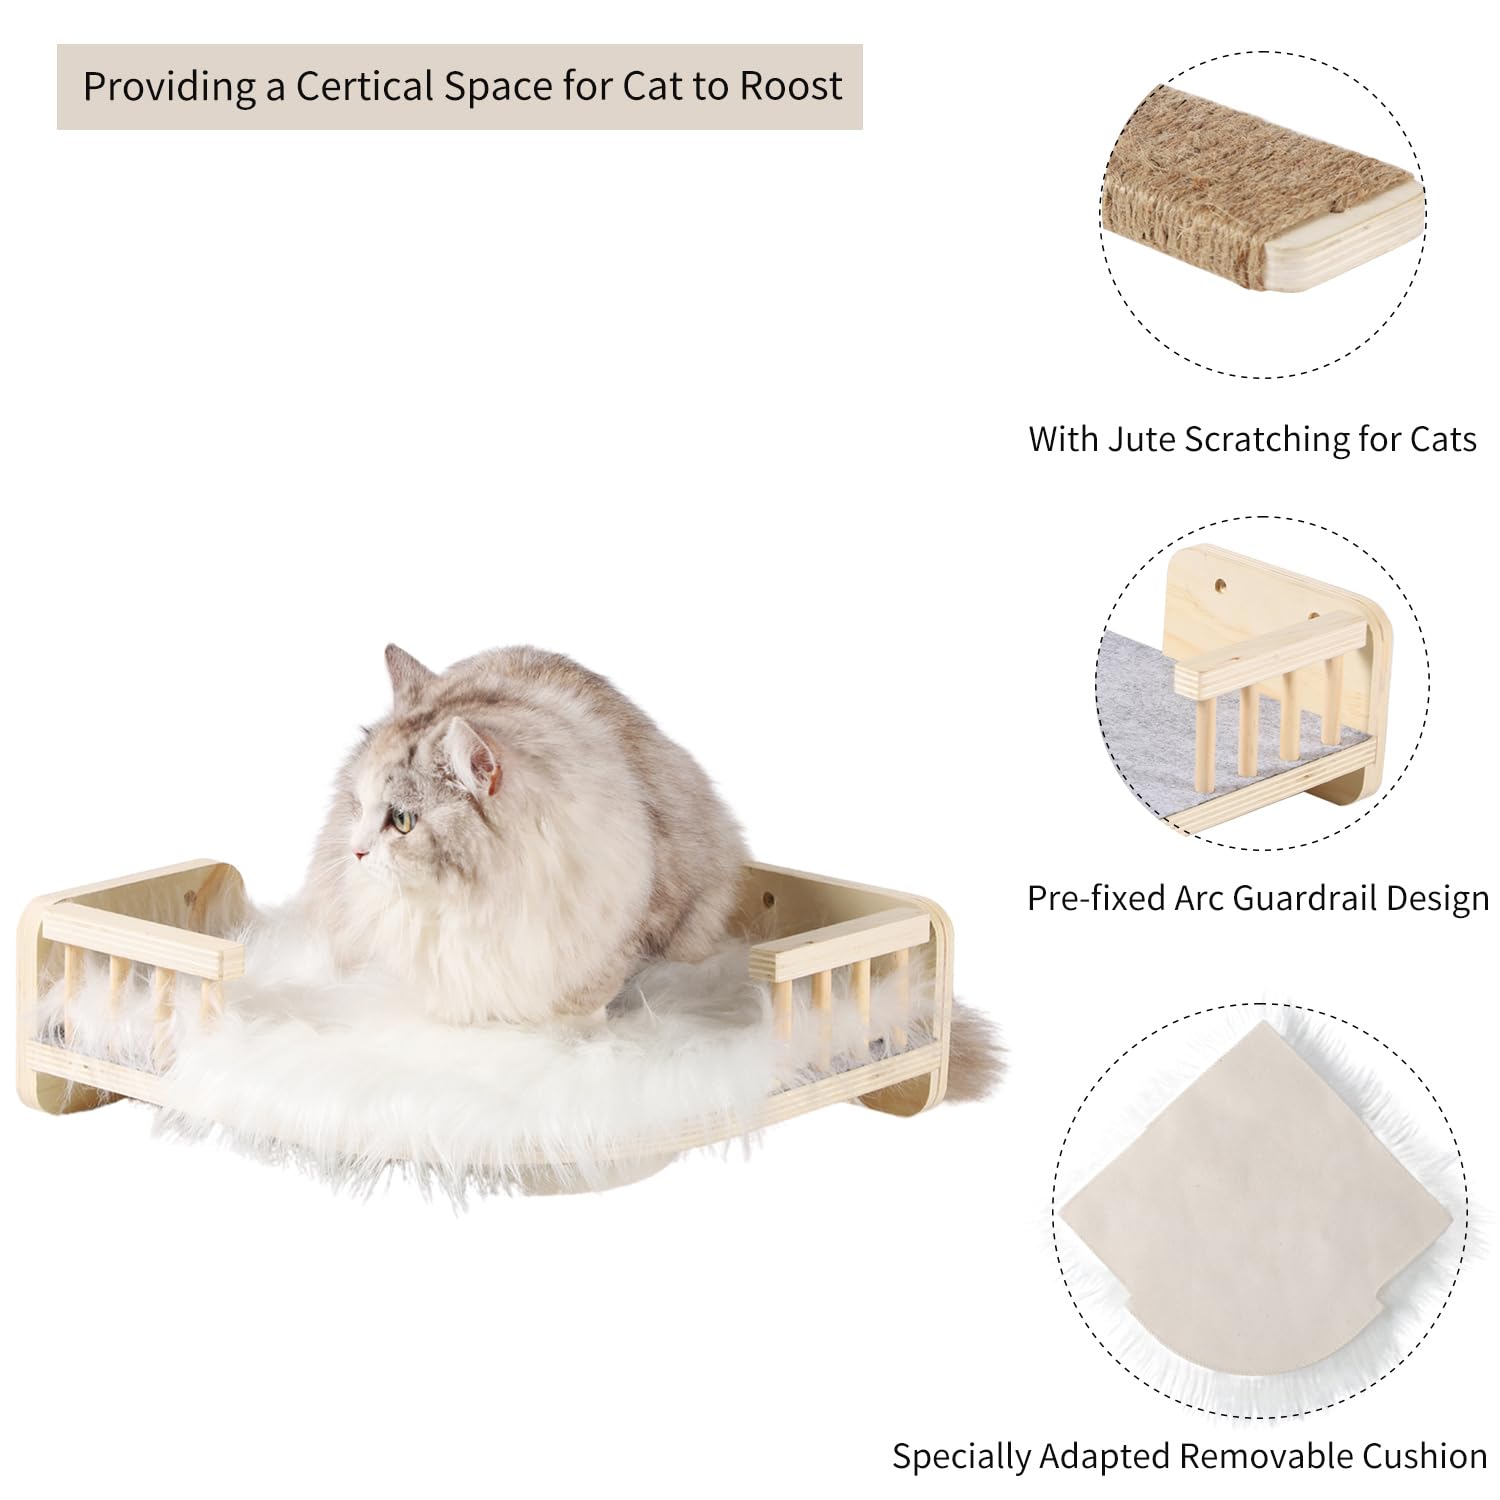 Providing a Certical Space for Cat to Roost
With Jute Scratching for Cats
Pre-fixed Arc Guardrail Design
Specially Adapted Removable Cushion